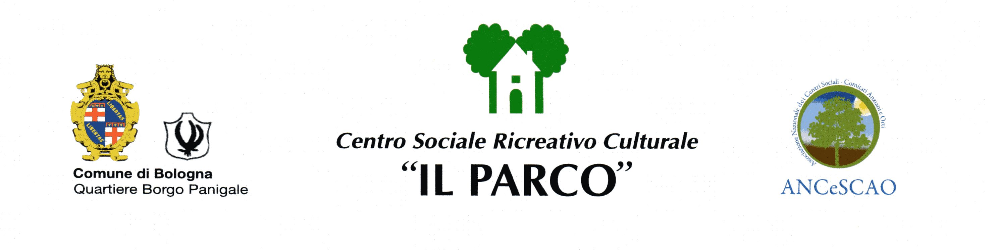 LIBERTAS
LIBERTAS
Comune di Bologna
Quartiere Borgo Panigale
Centro Sociale Ricreativo Culturale
“IL PARCO”
Associazione Nazionale dei Centri Sociali - Comitati Anziani e Orti
ANCeSCAO